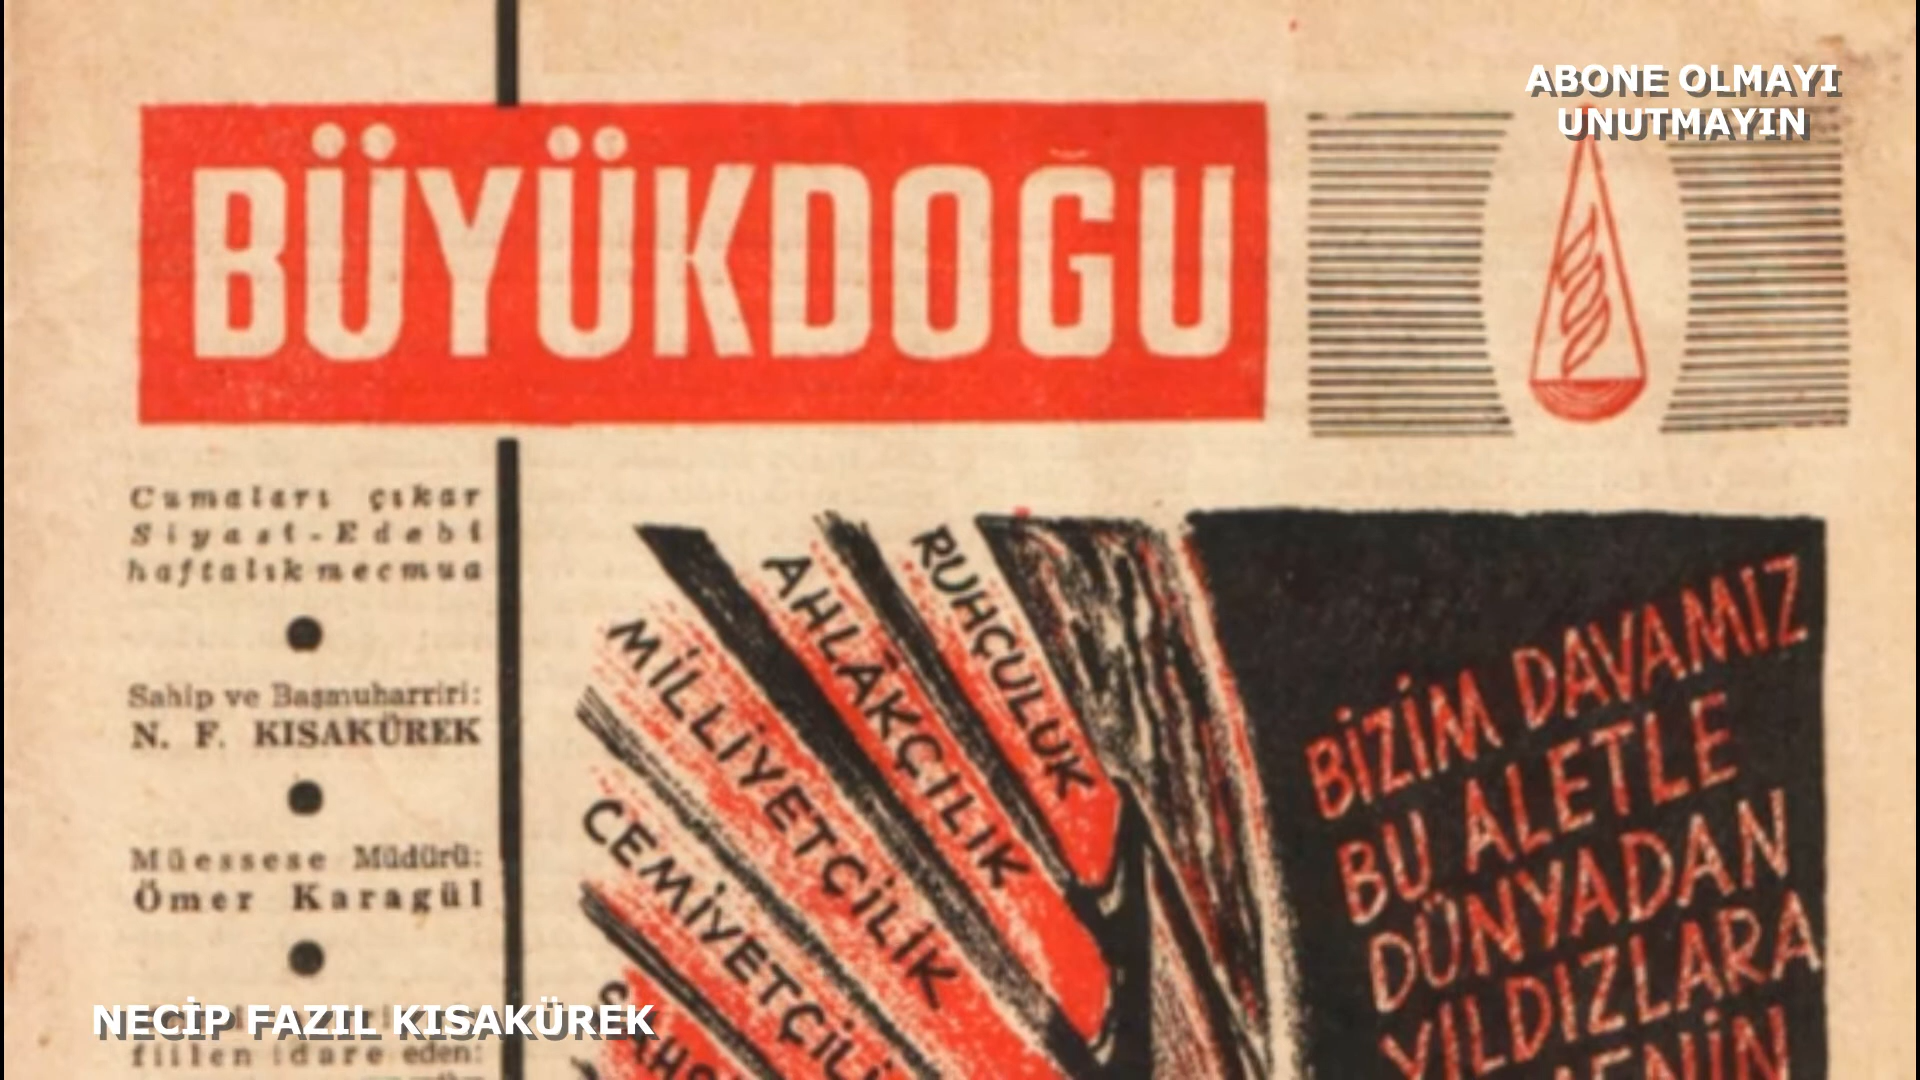 ABONE OLMAYI
UNUTMAYIN
BÜYÜKDOĞU
Cumaları çıkar
Siyasî-Edebî
haftalık mecmua
Sahip ve Başmuharriri:
N. F. KISAKÜREK
Müessese Müdürü:
Ömer Karagül
fiilen idare eden:
RUHÇULUK
AHLÂKÇILIK
MİLLİYETÇİLİK
CEMİYETÇİLİ
BİZİM DAVAMIZ
BU ALETLE
DÜNYADAN
YILDIZLARA
NECİP FAZIL KISAKÜREK